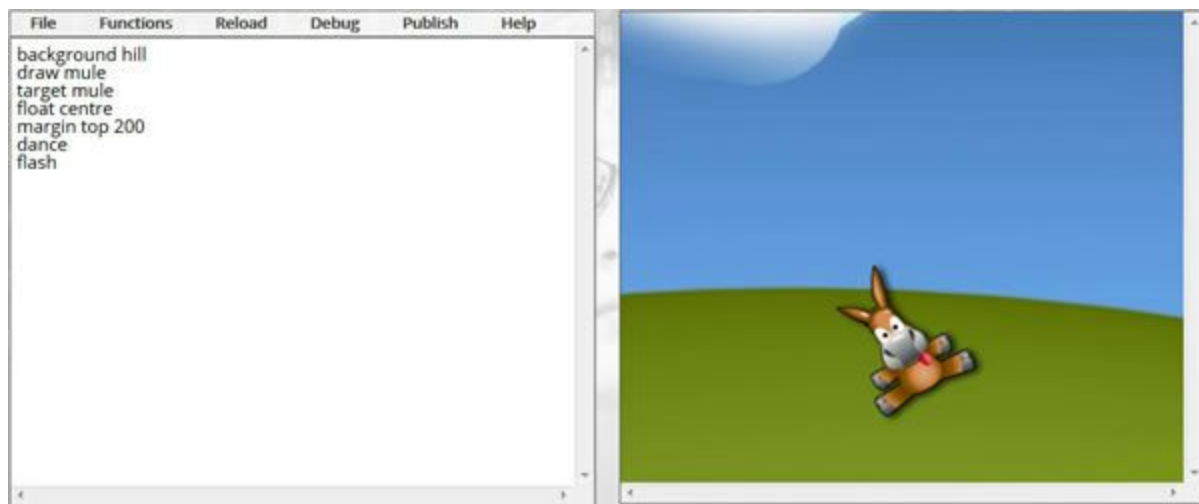 File Functions Reload Debug Publish Help
background hill
draw mule
target mule
float centre
margin top 200
dance
flash